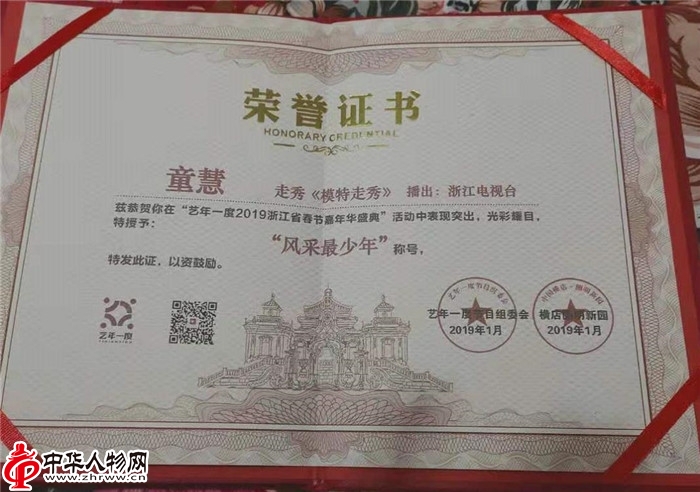 荣誉证书
HONORARY CREDENTIAL
童慧 走秀《模特走秀》 播出：浙江电视台
兹恭贺你在“艺年一度2019浙江省春节嘉年华盛典”活动中表现突出，光彩耀目，
特授予：
“风采最少年”称号，
特发此证，以资鼓励。
艺年一度
艺年一度节目组委会
2019年1月
横店圆明新园
2019年1月
中华人物网
www.zhrww.cn